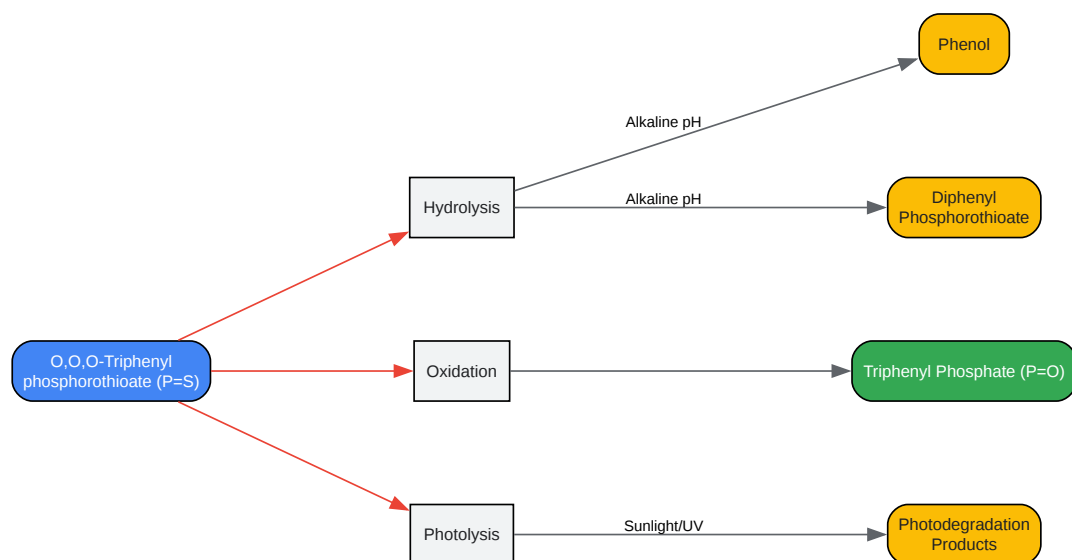 Phenol
Alkaline pH
Hydrolysis
Alkaline pH
Diphenyl
Phosphorothioate
O,O,O-Triphenyl
phosphorothioate (P=S)
Oxidation
Triphenyl Phosphate (P=O)
Photolysis
Sunlight/UV
Photodegradation
Products